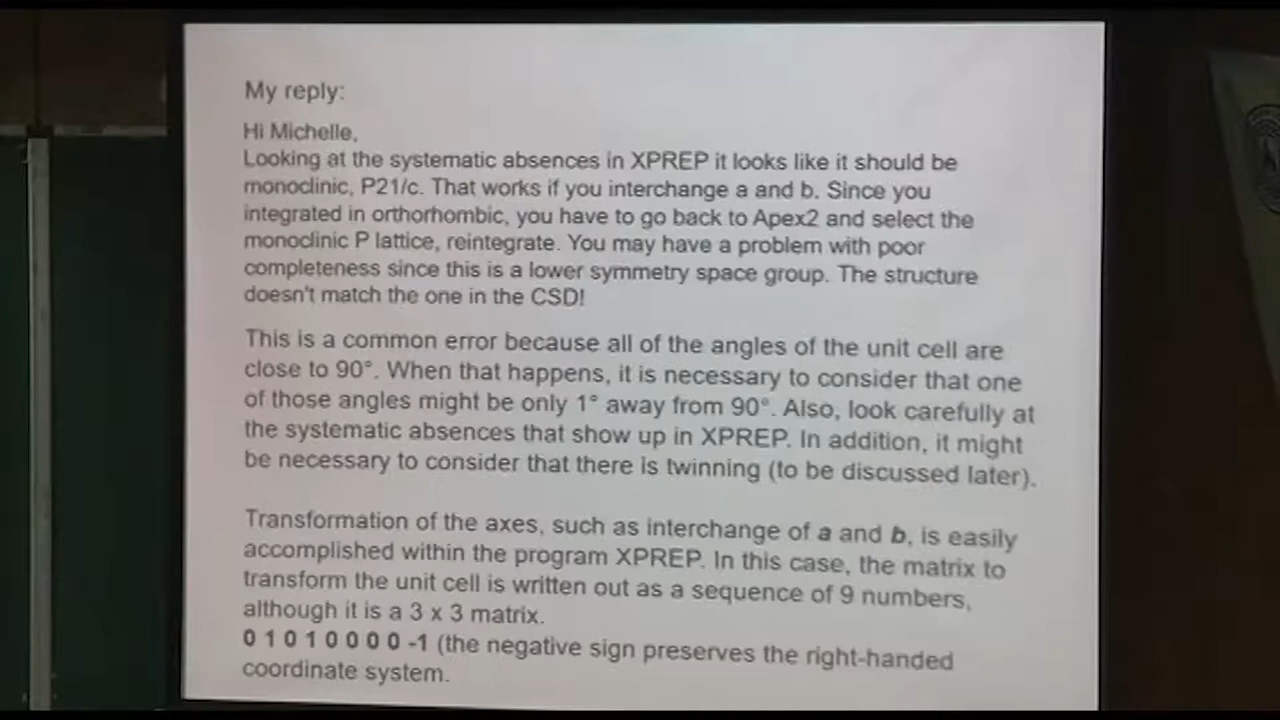 My reply:
Hi Michelle,
Looking at the systematic absences in XPREP it looks like it should be
monoclinic, P21/c. That works if you interchange a and b. Since you
integrated in orthorhombic, you have to go back to Apex2 and select the
monoclinic P lattice, reintegrate. You may have a problem with poor
completeness since this is a lower symmetry space group. The structure
doesn't match the one in the CSD!
This is a common error because all of the angles of the unit cell are
close to 90°. When that happens, it is necessary to consider that one
of those angles might be only 1° away from 90°. Also, look carefully at
the systematic absences that show up in XPREP. In addition, it might
be necessary to consider that there is twinning (to be discussed later).
Transformation of the axes, such as interchange of a and b, is easily
accomplished within the program XPREP. In this case, the matrix to
transform the unit cell is written out as a sequence of 9 numbers,
although it is a 3 x 3 matrix.
0 1 0 1 0 0 0 0 -1 (the negative sign preserves the right-handed
coordinate system.